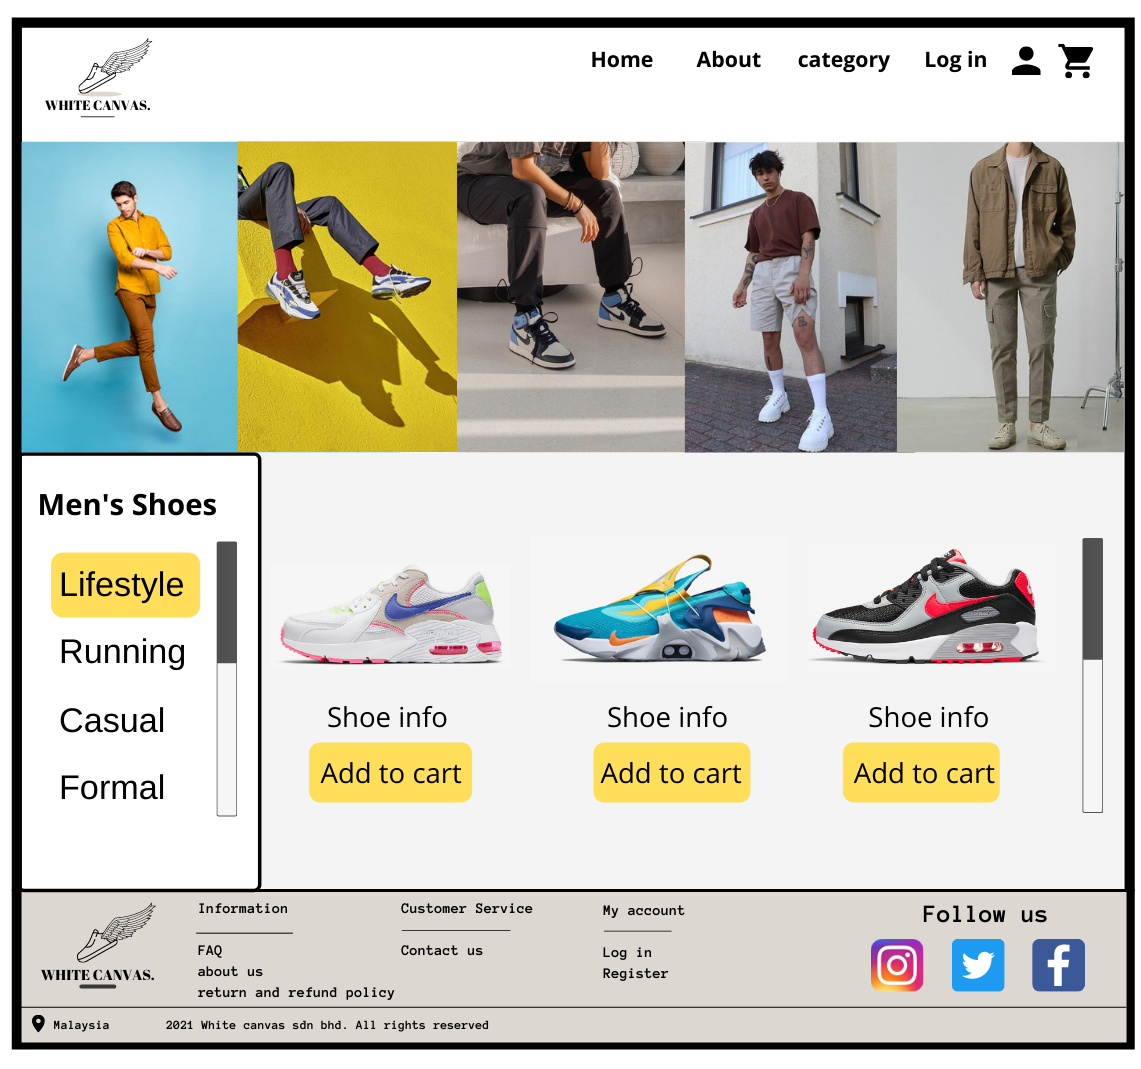 WHITE CANVAS.
Home About category Log in
Men's Shoes
Lifestyle
Running
Casual
Formal
Shoe info Shoe info Shoe info
Add to cart Add to cart Add to cart
WHITE CANVAS.
Information
FAQ
about us
return and refund policy
Customer Service
Contact us
My account
Log in
Register
Follow us
Malaysia 2021 White canvas sdn bhd. All rights reserved